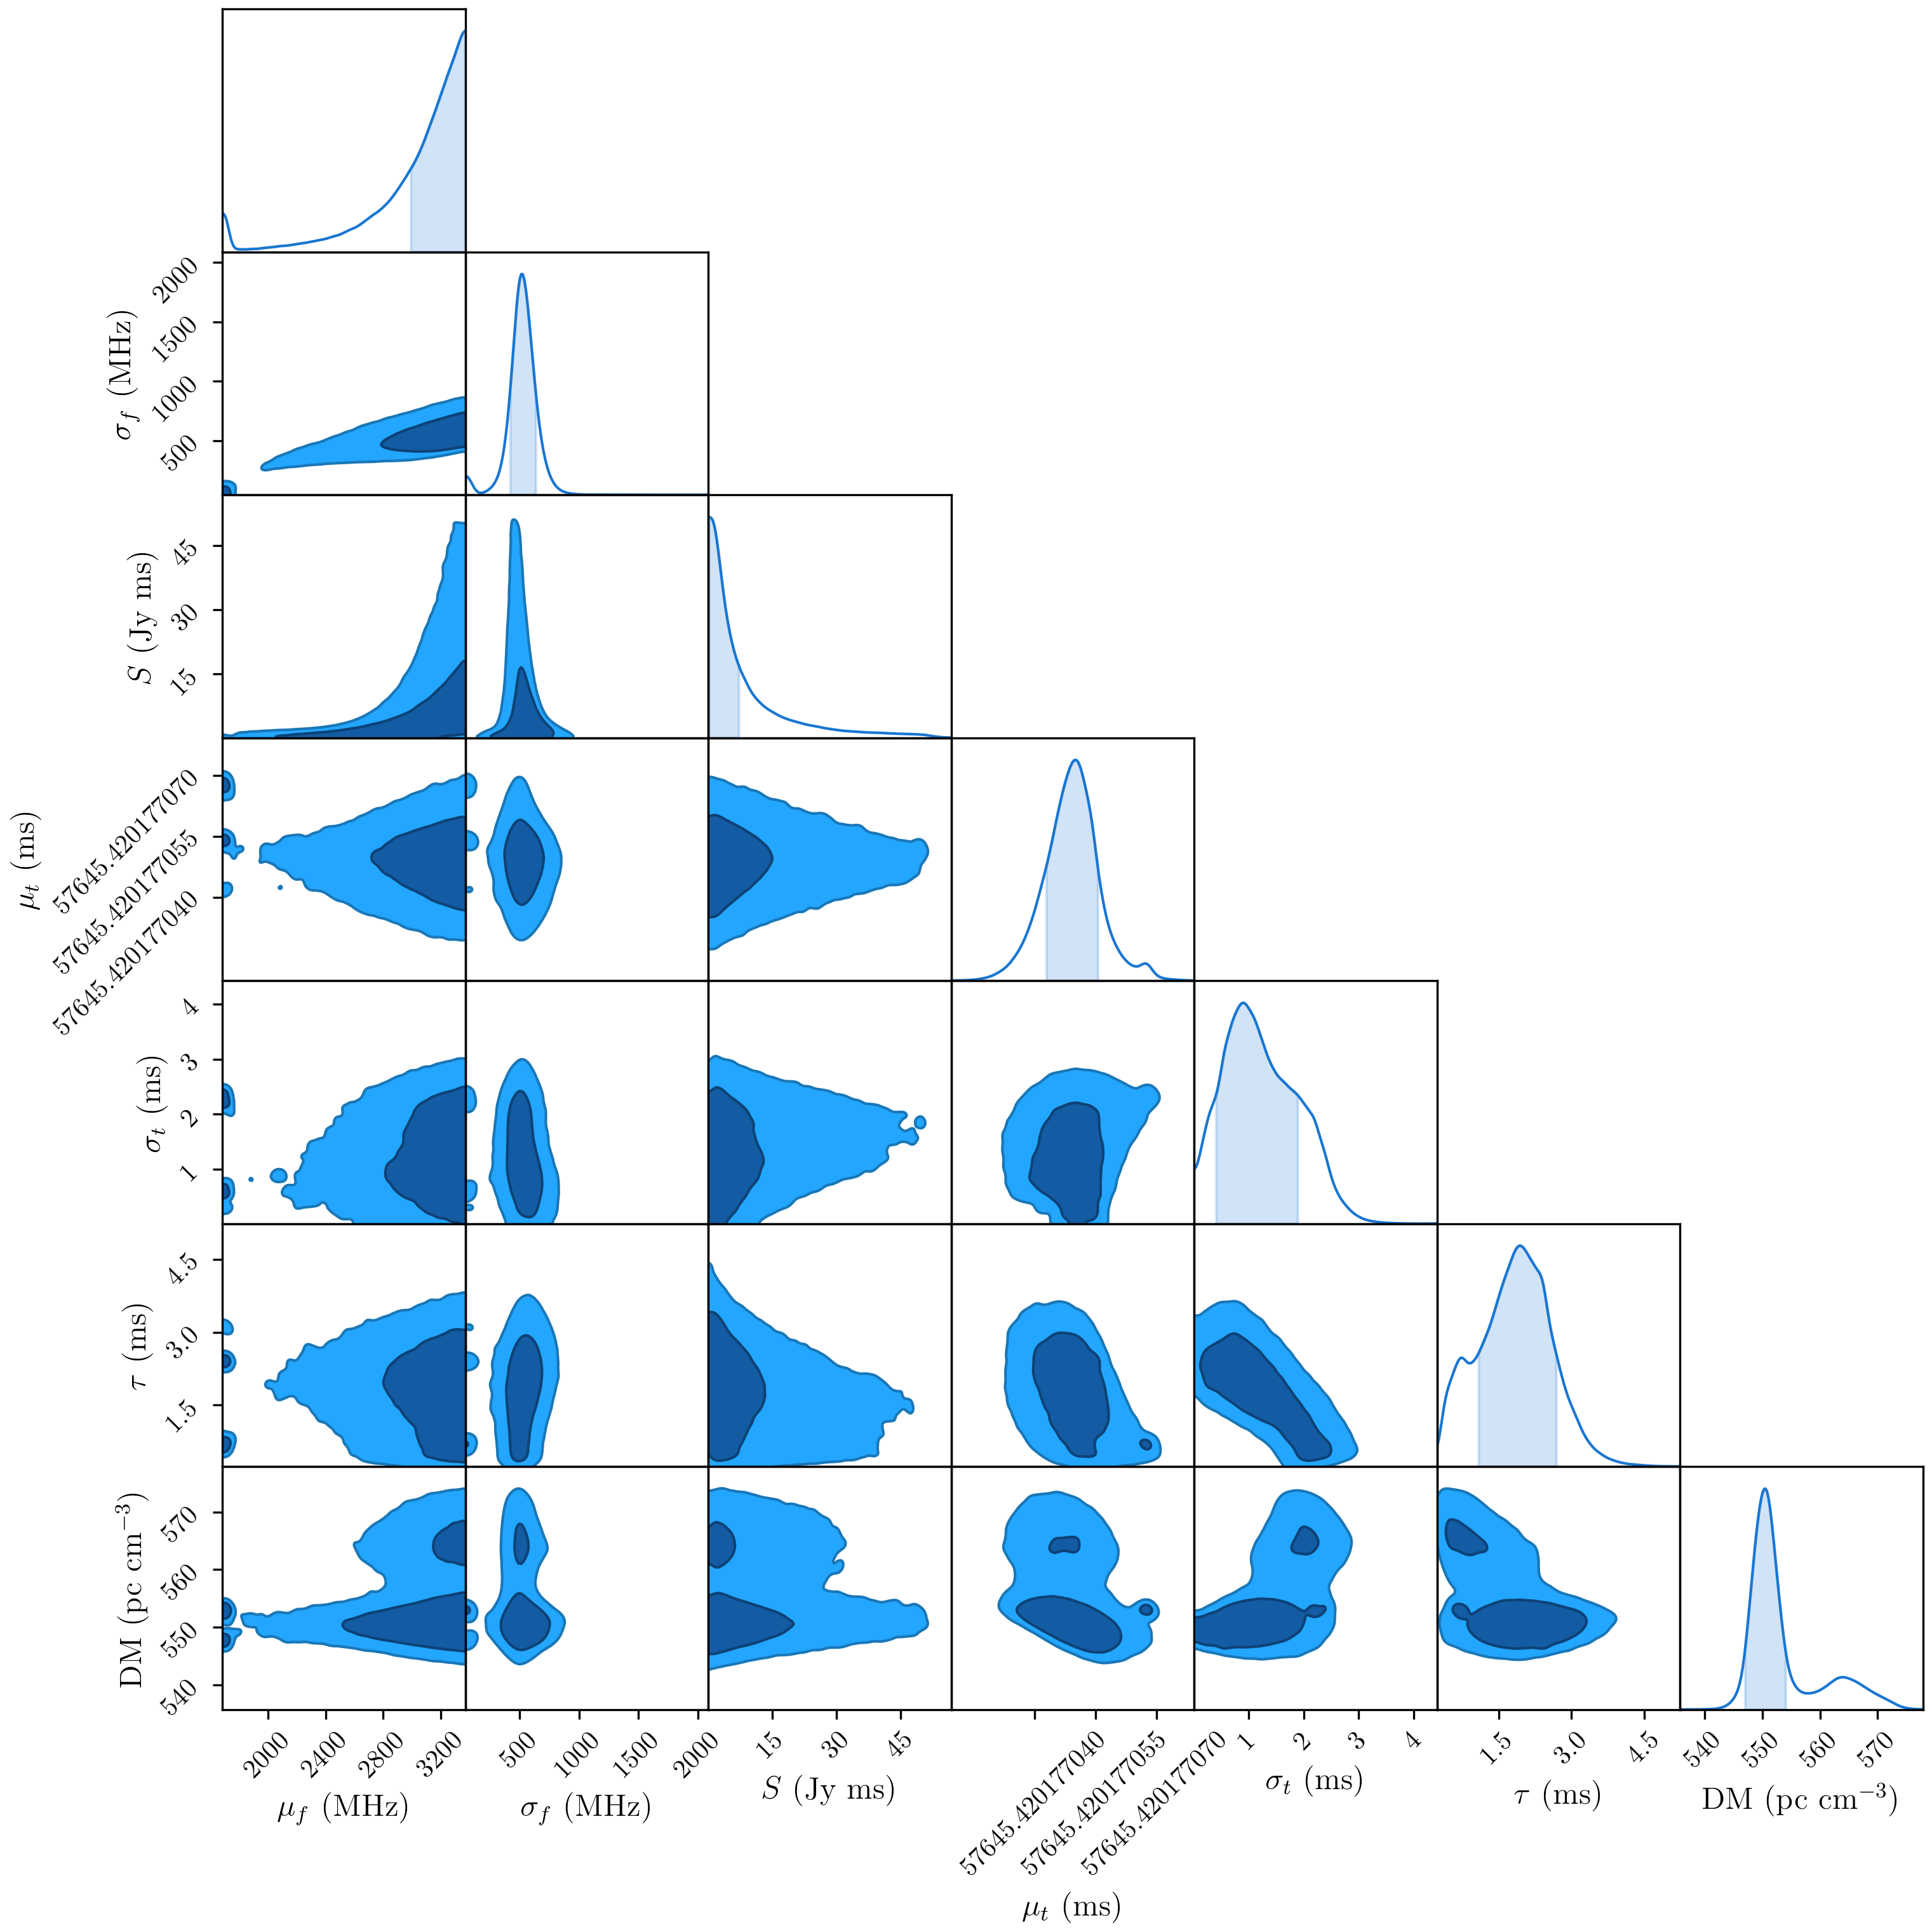 2000
1500
1000
500
σ_f (MHz)
45
30
15
S (Jy ms)
57645.420177070
57645.420177055
57645.420177040
μ_t (ms)
4
3
2
1
σ_t (ms)
4.5
3.0
1.5
τ (ms)
570
560
550
540
DM (pc cm⁻³)
2000 2400 2800 3200
μ_f (MHz)
500 1000 1500 2000
σ_f (MHz)
15 30 45
S (Jy ms)
57645.420177040 57645.420177055 57645.420177070
μ_t (ms)
1 2 3 4
σ_t (ms)
1.5 3.0 4.5
τ (ms)
540 550 560 570
DM (pc cm⁻³)